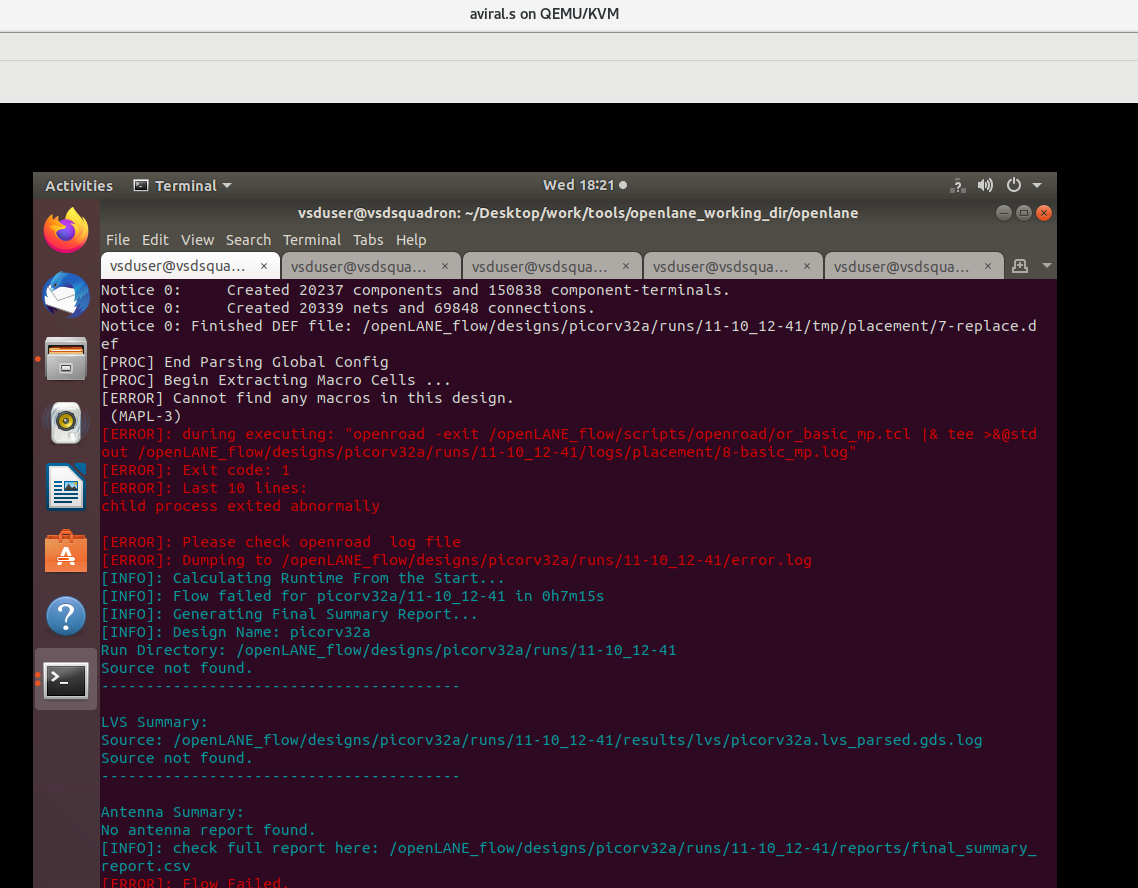 aviral.s on QEMU/KVM
Activities Terminal Wed 18:21
vsduser@vsdsquadron: ~/Desktop/work/tools/openlane_working_dir/openlane
File Edit View Search Terminal Tabs Help
vsduser@vsdsqua... × vsduser@vsdsqua... × vsduser@vsdsqua... × vsduser@vsdsqua... × vsduser@vsdsqua... ×
Notice 0:     Created 20237 components and 150838 component-terminals.
Notice 0:     Created 20339 nets and 69848 connections.
Notice 0: Finished DEF file: /openLANE_flow/designs/picorv32a/runs/11-10_12-41/tmp/placement/7-replace.d
ef
[PROC] End Parsing Global Config
[PROC] Begin Extracting Macro Cells ...
[ERROR] Cannot find any macros in this design.
 (MAPL-3)
[ERROR]: during executing: "openroad -exit /openLANE_flow/scripts/openroad/or_basic_mp.tcl |& tee >&@std
out /openLANE_flow/designs/picorv32a/runs/11-10_12-41/logs/placement/8-basic_mp.log"
[ERROR]: Exit code: 1
[ERROR]: Last 10 lines:
child process exited abnormally
[ERROR]: Please check openroad  log file
[ERROR]: Dumping to /openLANE_flow/designs/picorv32a/runs/11-10_12-41/error.log
[INFO]: Calculating Runtime From the Start...
[INFO]: Flow failed for picorv32a/11-10_12-41 in 0h7m15s
[INFO]: Generating Final Summary Report...
[INFO]: Design Name: picorv32a
Run Directory: /openLANE_flow/designs/picorv32a/runs/11-10_12-41
Source not found.
----------------------------------------
LVS Summary:
Source: /openLANE_flow/designs/picorv32a/runs/11-10_12-41/results/lvs/picorv32a.lvs_parsed.gds.log
Source not found.
----------------------------------------
Antenna Summary:
No antenna report found.
[INFO]: check full report here: /openLANE_flow/designs/picorv32a/runs/11-10_12-41/reports/final_summary_
report.csv
[ERROR]: Flow Failed.